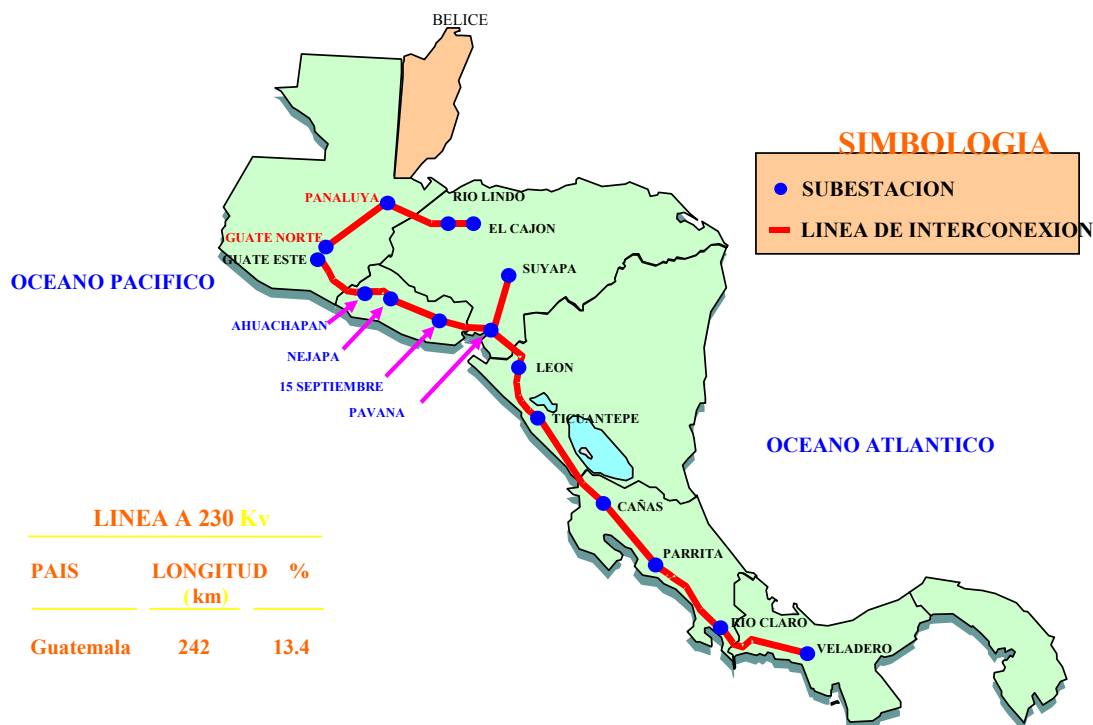 BELICE
SIMBOLOGIA
SUBESTACION
LINEA DE INTERCONEXION
PANALUYA
RIO LINDO
EL CAJON
GUATE NORTE
GUATE ESTE
SUYAPA
OCEANO PACIFICO
AHUACHAPAN
NEJAPA
15 SEPTIEMBRE
PAVANA
LEON
TICUANTEPE
OCEANO ATLANTICO
CAÑAS
PARRITA
RIO CLARO
VELADERO
LINEA A 230 Kv
PAIS LONGITUD %
(km)
Guatemala 242 13.4